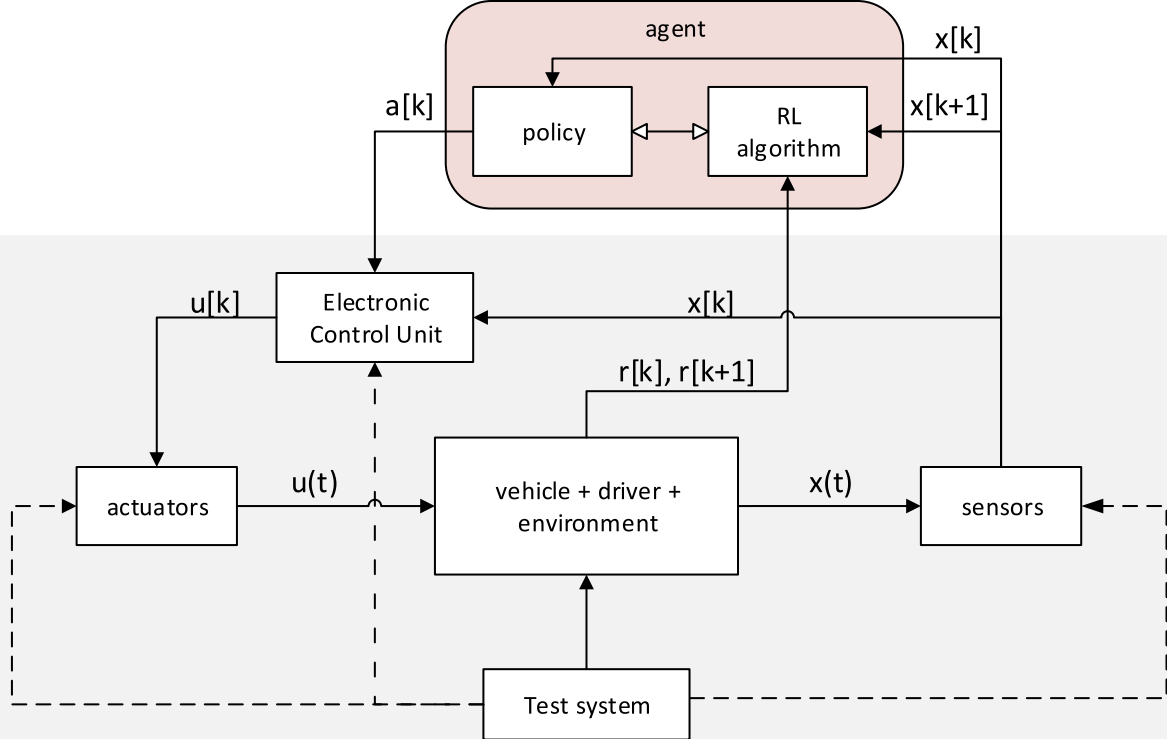 agent
x[k]
a[k]
policy
RL
algorithm
x[k+1]
u[k]
Electronic
Control Unit
x[k]
r[k], r[k+1]
actuators
u(t)
vehicle + driver +
environment
x(t)
sensors
Test system